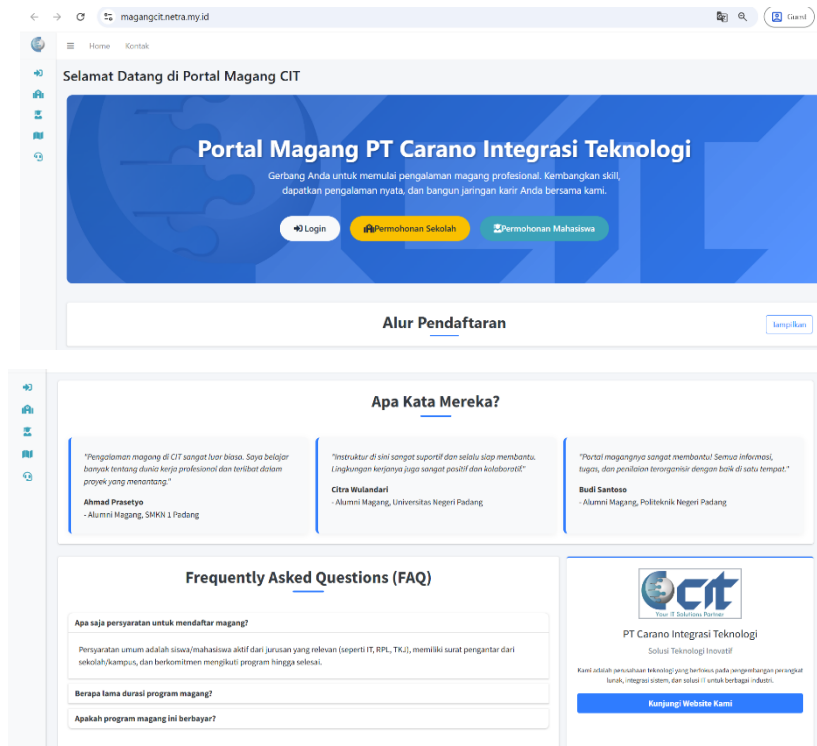 magangcit.netra.my.id
Guest
Home Kontak
Selamat Datang di Portal Magang CIT
Portal Magang PT Carano Integrasi Teknologi
Gerbang Anda untuk memulai pengalaman magang profesional. Kembangkan skill,
dapatkan pengalaman nyata, dan bangun jaringan karir Anda bersama kami.
Login Permohonan Sekolah Permohonan Mahasiswa
Alur Pendaftaran
Tampilkan
Apa Kata Mereka?
"Pengalaman magang di CIT sangat luar biasa. Saya belajar
banyak tentang dunia kerja profesional dan terlibat dalam
proyek yang menantang."
Ahmad Prasetyo
- Alumni Magang, SMKN 1 Padang
"Instruktur di sini sangat suportif dan selalu siap membantu.
Lingkungan kerjanya juga sangat positif dan kolaboratif."
Citra Wulandari
- Alumni Magang, Universitas Negeri Padang
"Portal magangnya sangat membantu! Semua informasi,
tugas, dan penilaian terorganisir dengan baik di satu tempat."
Budi Santoso
- Alumni Magang, Politeknik Negeri Padang
Frequently Asked Questions (FAQ)
Apa saja persyaratan untuk mendaftar magang?
Persyaratan umum adalah siswa/mahasiswa aktif dari jurusan yang relevan (seperti IT, RPL, TKJ), memiliki surat pengantar dari
sekolah/kampus, dan berkomitmen mengikuti program hingga selesai.
Berapa lama durasi program magang?
Apakah program magang ini berbayar?
cit
Your IT Solutions Partner
PT Carano Integrasi Teknologi
Solusi Teknologi Inovatif
Kami adalah perusahaan teknologi yang berfokus pada pengembangan perangkat
lunak, integrasi sistem, dan solusi IT untuk berbagai industri.
Kunjungi Website Kami